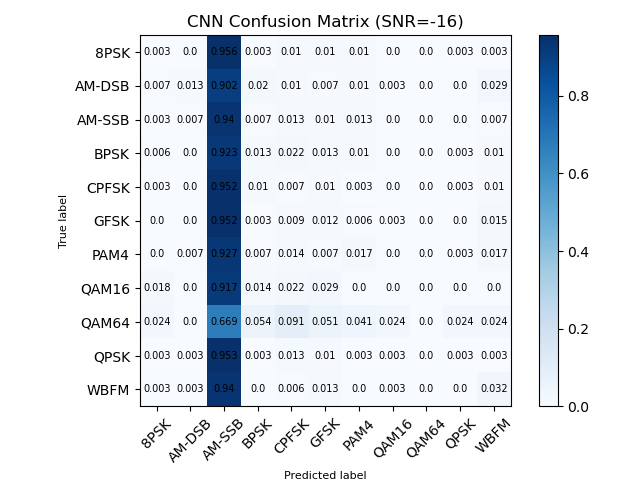 CNN Confusion Matrix (SNR=-16)
8PSK 0.003 0.0 0.956 0.003 0.01 0.01 0.01 0.0 0.0 0.003 0.003
AM-DSB 0.007 0.013 0.902 0.02 0.01 0.007 0.01 0.003 0.0 0.0 0.029
AM-SSB 0.003 0.007 0.94 0.007 0.013 0.01 0.013 0.0 0.0 0.0 0.007
BPSK 0.006 0.0 0.923 0.013 0.022 0.013 0.01 0.0 0.0 0.003 0.01
CPFSK 0.003 0.0 0.952 0.01 0.007 0.01 0.003 0.0 0.0 0.003 0.01
GFSK 0.0 0.0 0.952 0.003 0.009 0.012 0.006 0.003 0.0 0.0 0.015
PAM4 0.0 0.007 0.927 0.007 0.014 0.007 0.017 0.0 0.0 0.003 0.017
QAM16 0.018 0.0 0.917 0.014 0.022 0.029 0.0 0.0 0.0 0.0 0.0
QAM64 0.024 0.0 0.669 0.054 0.091 0.051 0.041 0.024 0.0 0.024 0.024
QPSK 0.003 0.003 0.953 0.003 0.013 0.01 0.003 0.003 0.0 0.003 0.003
WBFM 0.003 0.003 0.94 0.0 0.006 0.013 0.0 0.003 0.0 0.0 0.032
8PSK AM-DSB AM-SSB BPSK CPFSK GFSK PAM4 QAM16 QAM64 QPSK WBFM
Predicted label
True label
0.8
0.6
0.4
0.2
0.0